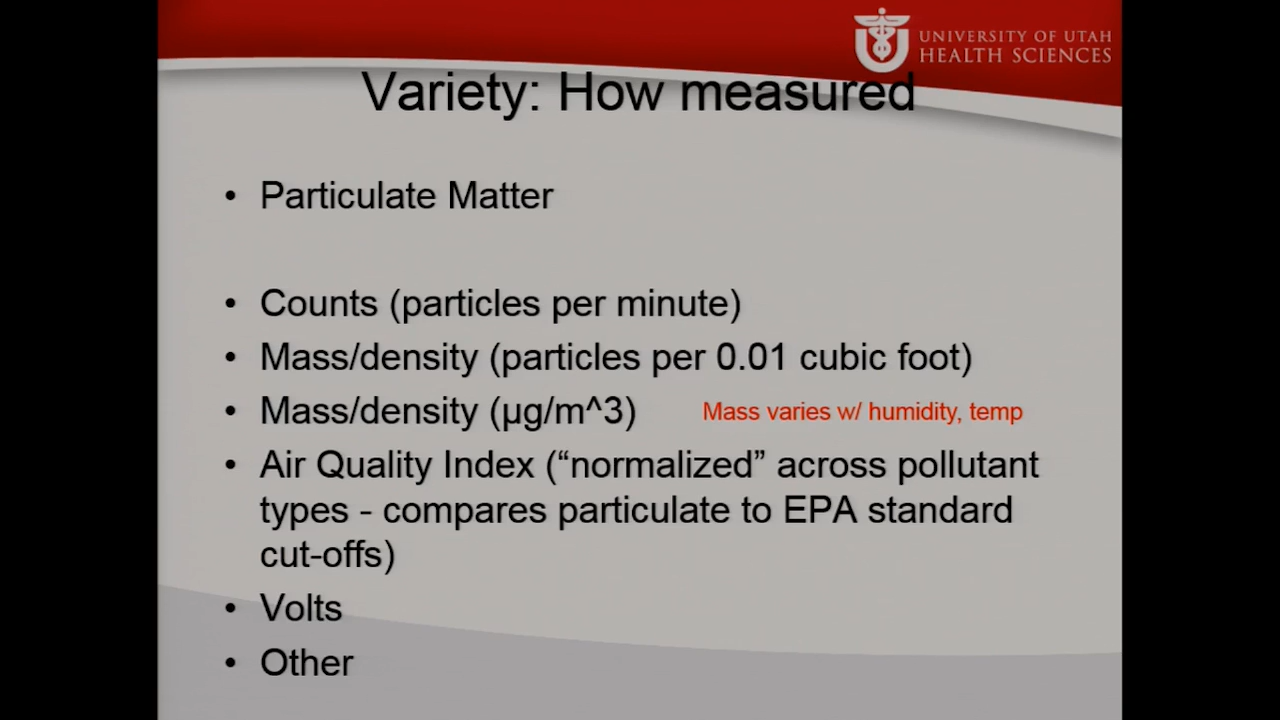 UNIVERSITY OF UTAH
HEALTH SCIENCES
Variety: How measured
• Particulate Matter
• Counts (particles per minute)
• Mass/density (particles per 0.01 cubic foot)
• Mass/density (µg/m^3) Mass varies w/ humidity, temp
• Air Quality Index (“normalized” across pollutant
types - compares particulate to EPA standard
cut-offs)
• Volts
• Other